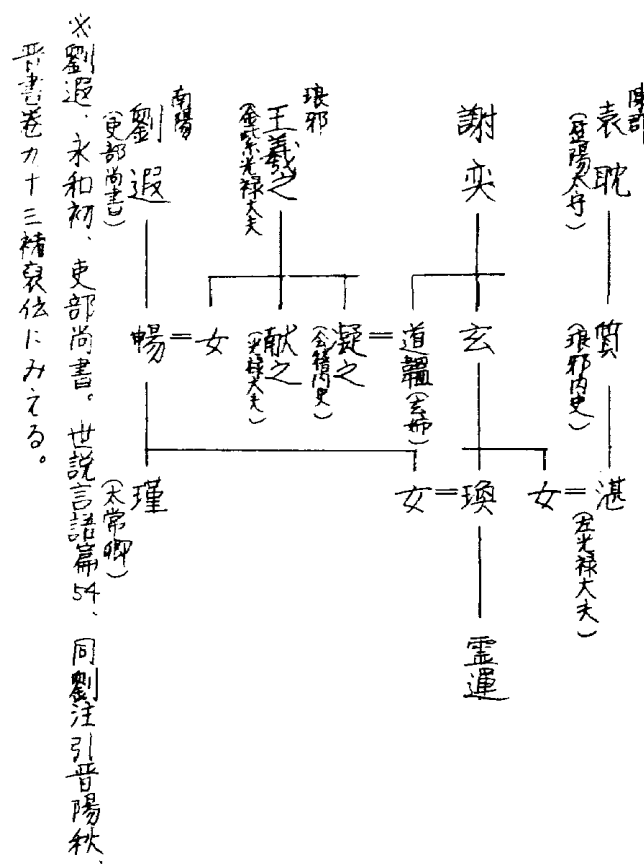 陳郡
袁耽
(歴陽太守)
質
(琅邪内史)
湛
(左光禄大夫)
女
謝奕
玄
瑍
霊運
道韞(玄姉)
女
琅邪
王羲之
(金紫光禄大夫)
凝之
(会稽内史)
献之
(光禄大夫)
女
南陽
劉遐
(吏部尚書)
暢
瑾
(太常卿)
※劉遐、永和初、吏部尚書。世説言語篇54、同劉注引晋陽秋、
晋書巻九十三褚裒伝にみえる。